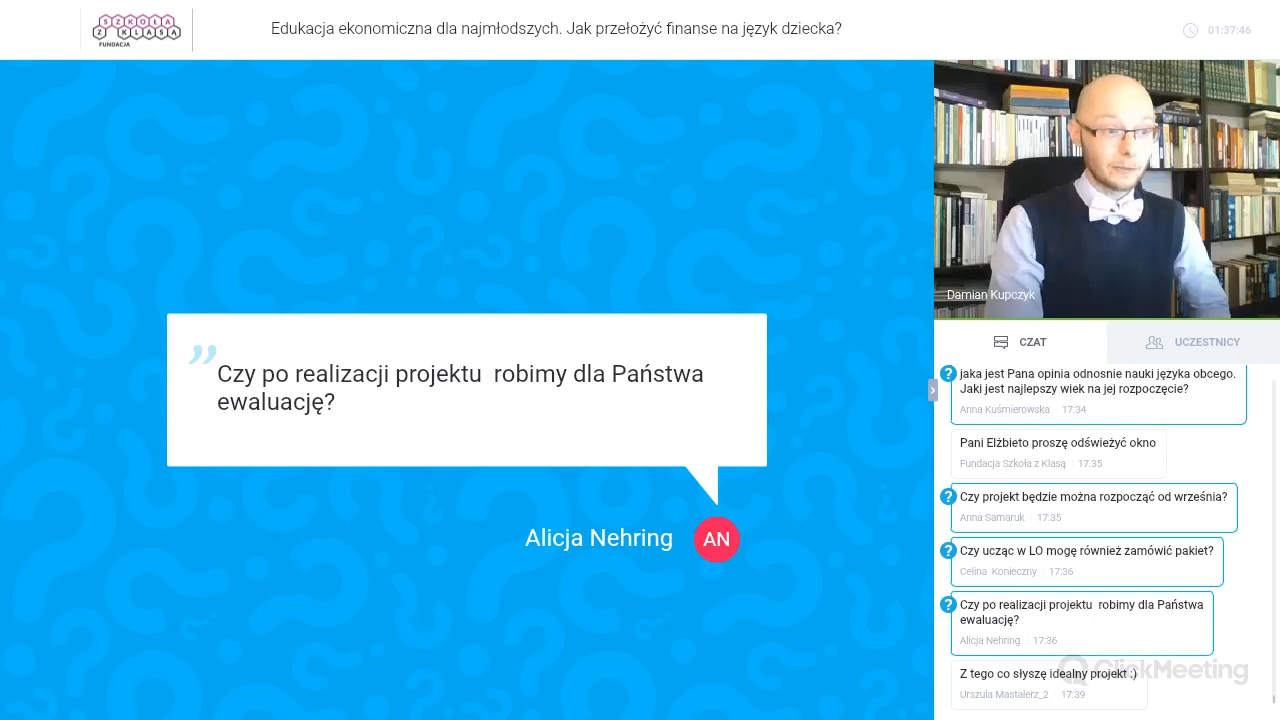 SZKOŁA
Z KLASĄ
FUNDACJA
Edukacja ekonomiczna dla najmłodszych. Jak przełożyć finanse na język dziecka?
01:37:46
Czy po realizacji projektu  robimy dla Państwa
ewaluację?
Alicja Nehring
AN
Damian Kupczyk
CZAT
UCZESTNICY
jaka jest Pana opinia odnosnie nauki języka obcego.
Jaki jest najlepszy wiek na jej rozpoczęcie?
Anna Kuśmierowska 17:34
Pani Elżbieto proszę odświeżyć okno
Fundacja Szkoła z Klasą 17:35
Czy projekt będzie można rozpocząć od września?
Anna Samaruk 17:35
Czy ucząc w LO mogę również zamówić pakiet?
Celina  Konieczny 17:36
Czy po realizacji projektu  robimy dla Państwa
ewaluację?
Alicja Nehring 17:36
Z tego co słyszę idealny projekt :)
Urszula Mastalerz_2 17:39
ClickMeeting